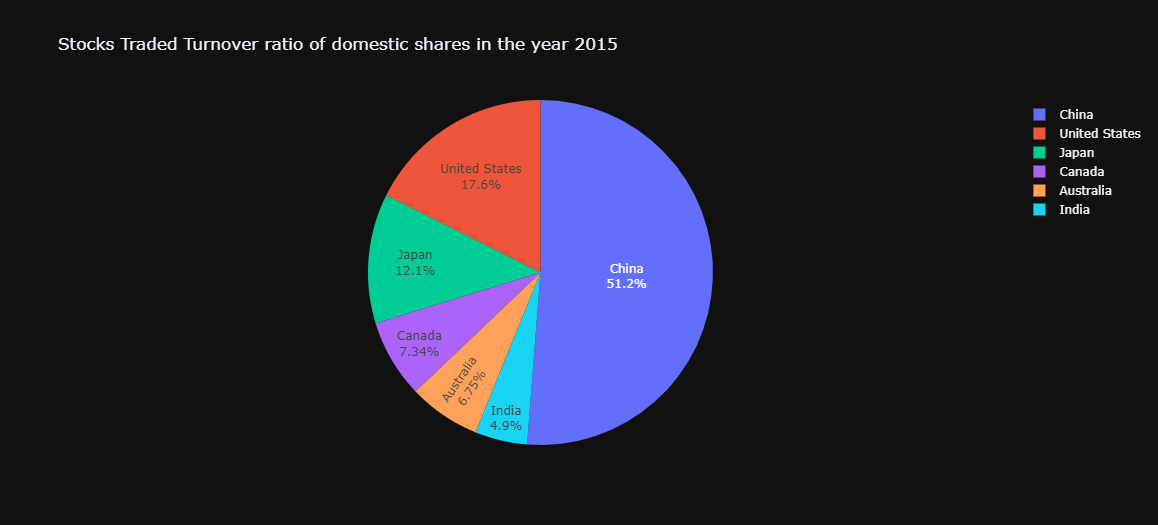 Stocks Traded Turnover ratio of domestic shares in the year 2015
China
United States
Japan
Canada
Australia
India
United States
17.6%
Japan
12.1%
China
51.2%
Canada
7.34%
Australia
6.75%
India
4.9%